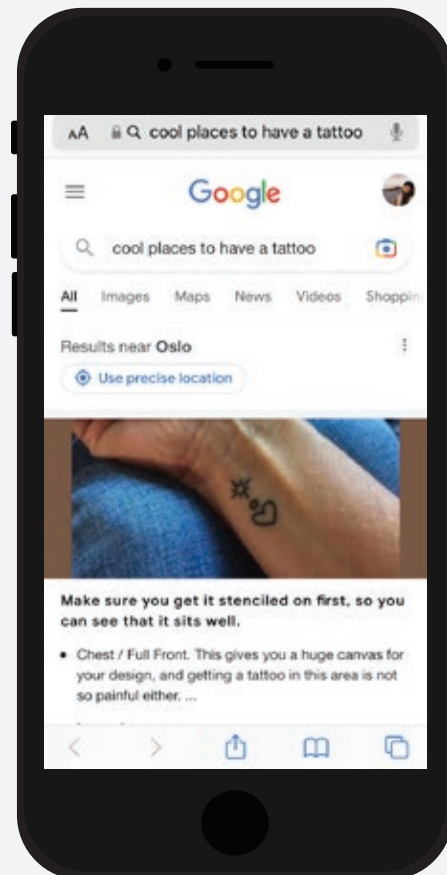 AA cool places to have a tattoo
Google
cool places to have a tattoo
All Images Maps News Videos Shoppin
Results near Oslo
Use precise location
Make sure you get it stenciled on first, so you
can see that it sits well.
• Chest / Full Front. This gives you a huge canvas for
your design, and getting a tattoo in this area is not
so painful either. ...